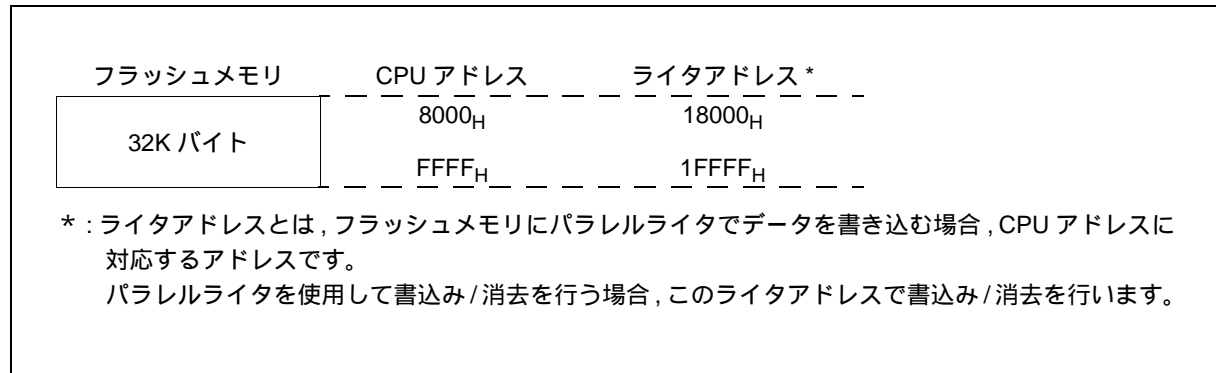 フラッシュメモリ CPU アドレス ライタアドレス *
8000H 18000H
32K バイト
FFFFH 1FFFFH
* : ライタアドレスとは , フラッシュメモリにパラレルライタでデータを書き込む場合 , CPU アドレスに
対応するアドレスです。
パラレルライタを使用して書込み / 消去を行う場合 , このライタアドレスで書込み / 消去を行います。